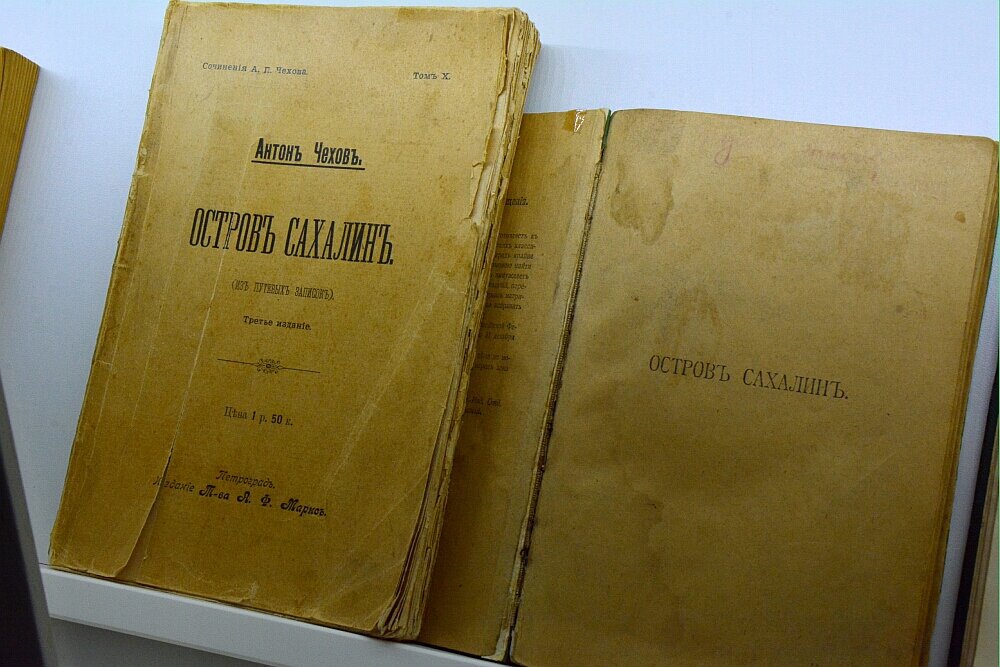 Сочиненія А. П. Чехова.
Томъ X.
Антонъ Чеховъ.
ОСТРОВЪ САХАЛИНЪ.
(ИЗЪ ПУТЕВЫХЪ ЗАПИСОКЪ).
Третье изданіе.
Цѣна 1 р. 50 к.
Петроградъ.
Изданіе Т-ва А. Ф. Марксъ.
ОСТРОВЪ САХАЛИНЪ.